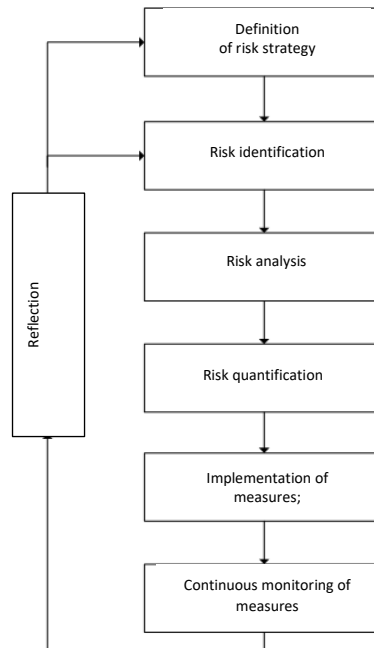 Definition
of risk strategy
Risk identification
Risk analysis
Reflection
Risk quantification
Implementation of
measures;
Continuous monitoring of
measures